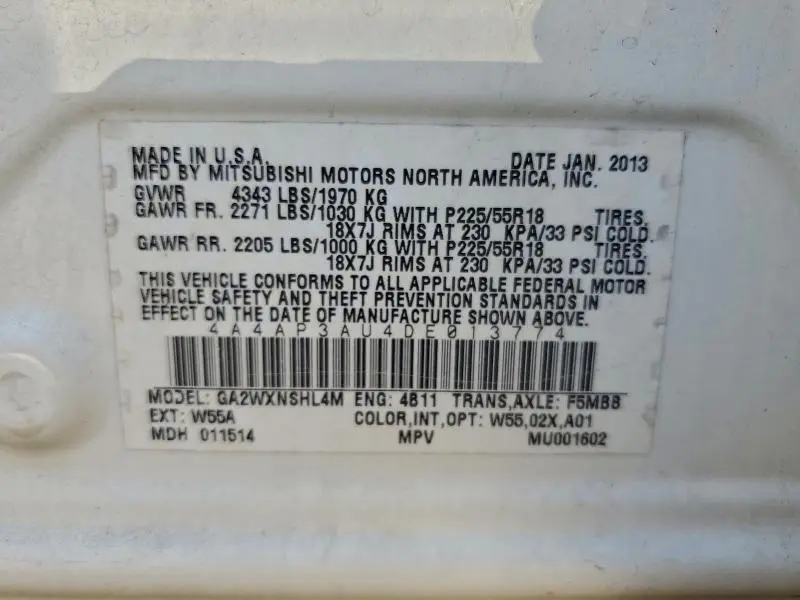 MADE IN U.S.A. DATE JAN. 2013
MFD BY MITSUBISHI MOTORS NORTH AMERICA, INC.
GVWR 4343 LBS/1970 KG
GAWR FR. 2271 LBS/1030 KG WITH P225/55R18 TIRES.
18X7J RIMS AT 230 KPA/33 PSI COLD.
GAWR RR. 2205 LBS/1000 KG WITH P225/55R18 TIRES.
18X7J RIMS AT 230 KPA/33 PSI COLD.
THIS VEHICLE CONFORMS TO ALL APPLICABLE FEDERAL MOTOR
VEHICLE SAFETY AND THEFT PREVENTION STANDARDS IN
EFFECT ON THE DATE OF MANUFACTURE SHOWN ABOVE.
4A4AP3AU4DE013774
MODEL: GA2WXNSHL4M ENG: 4B11 TRANS,AXLE: F5MBB
EXT: W55A COLOR,INT,OPT: W55,02X,A01
MDH 011514 MPV MU001602